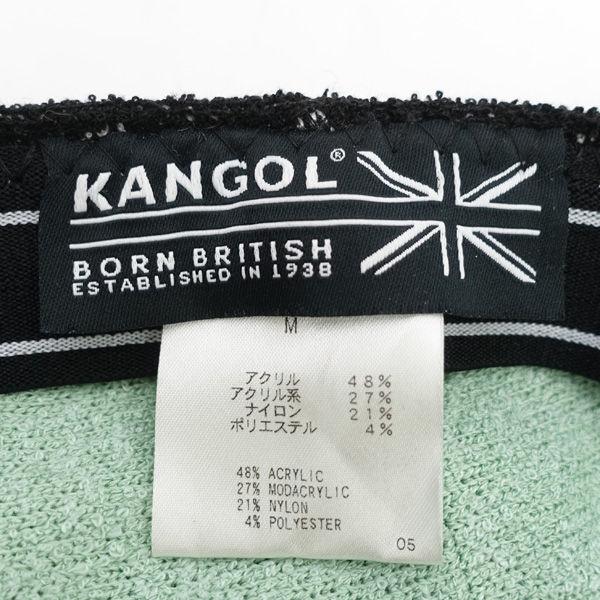 KANGOL®
BORN BRITISH
ESTABLISHED IN 1938
M
アクリル 48%
アクリル系 27%
ナイロン 21%
ポリエステル 4%
48% ACRYLIC
27% MODACRYLIC
21% NYLON
4% POLYESTER
05